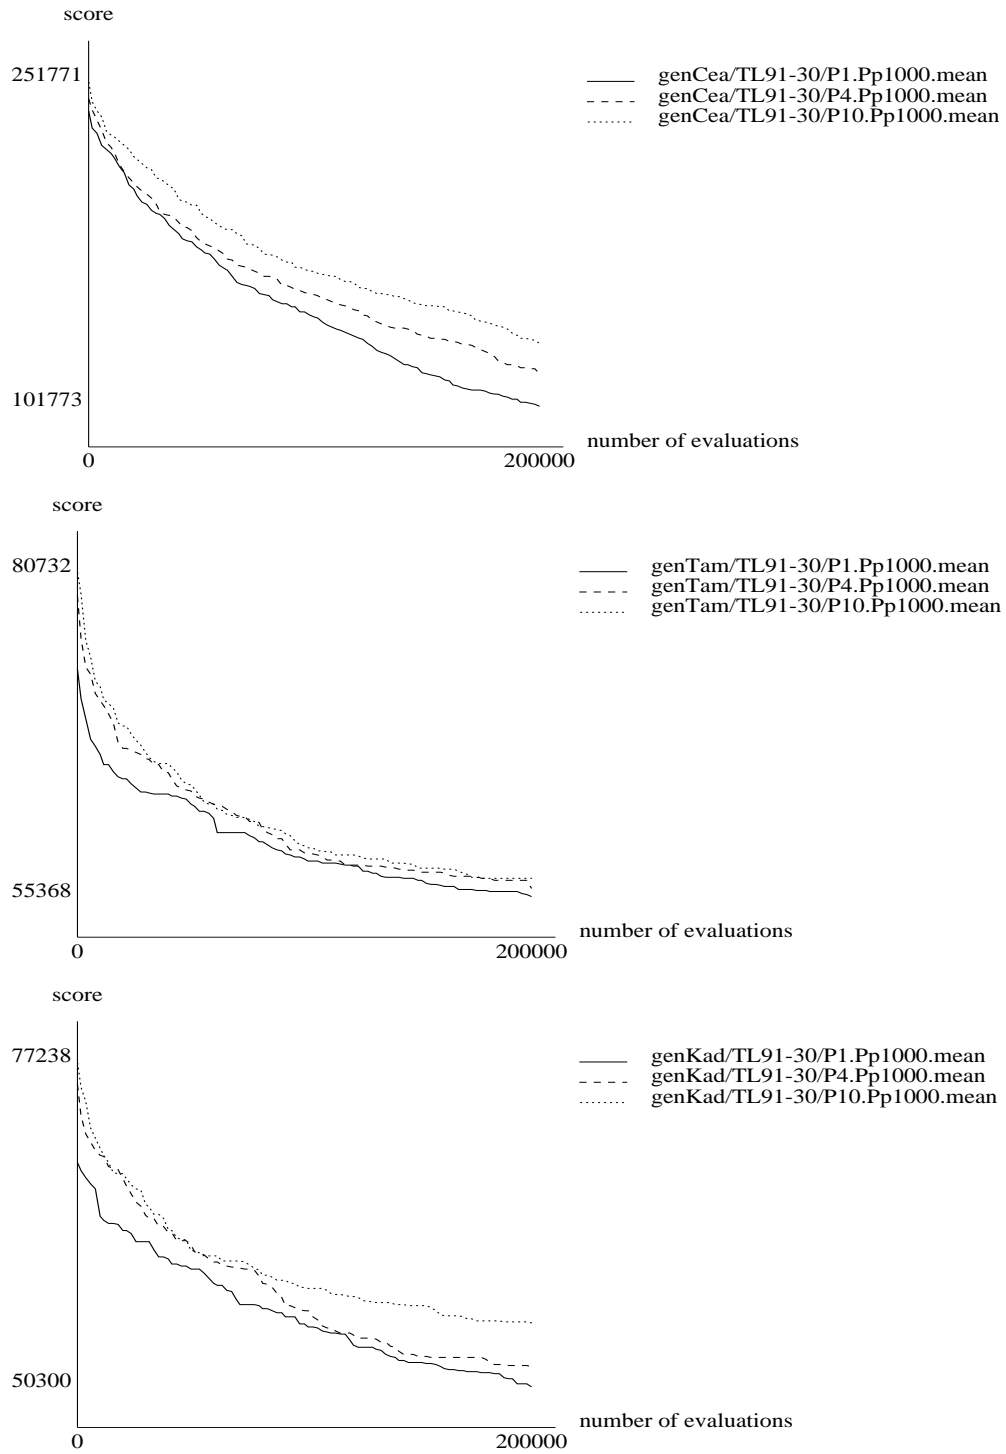 score
251771
genCea/TL91-30/P1.Pp1000.mean
genCea/TL91-30/P4.Pp1000.mean
genCea/TL91-30/P10.Pp1000.mean
101773
number of evaluations
0
200000
score
80732
genTam/TL91-30/P1.Pp1000.mean
genTam/TL91-30/P4.Pp1000.mean
genTam/TL91-30/P10.Pp1000.mean
55368
number of evaluations
0
200000
score
77238
genKad/TL91-30/P1.Pp1000.mean
genKad/TL91-30/P4.Pp1000.mean
genKad/TL91-30/P10.Pp1000.mean
50300
number of evaluations
0
200000